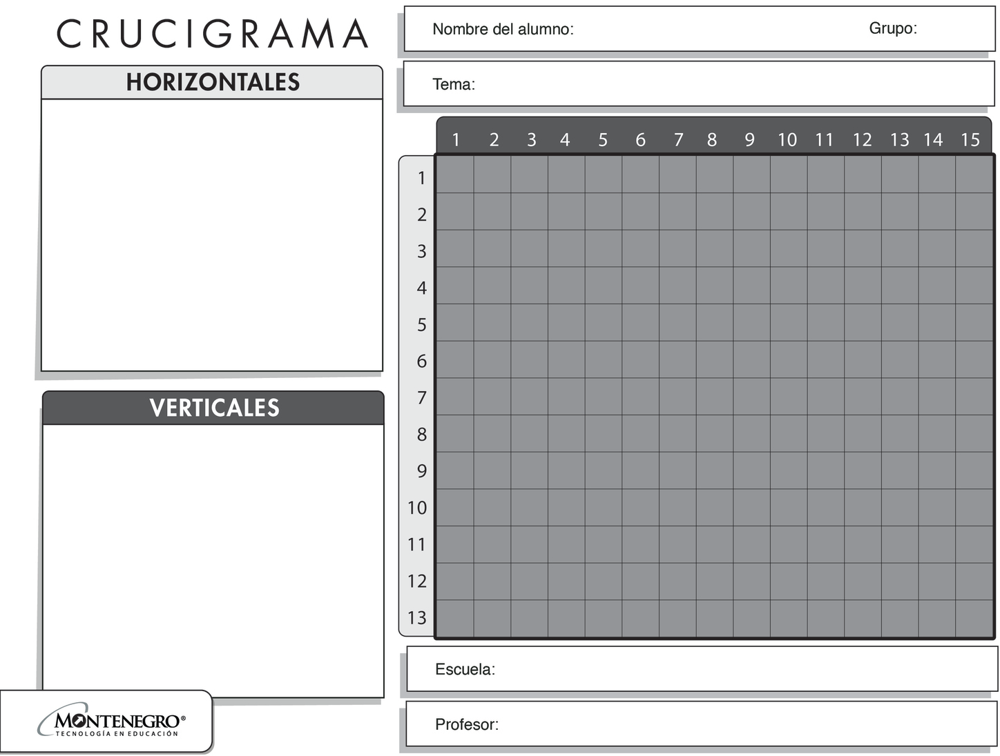 CRUCIGRAMA
HORIZONTALES
VERTICALES
MONTENEGRO®
TECNOLOGÍA EN EDUCACIÓN
Nombre del alumno: Grupo:
Tema:
1 2 3 4 5 6 7 8 9 10 11 12 13 14 15
1
2
3
4
5
6
7
8
9
10
11
12
13
Escuela:
Profesor: